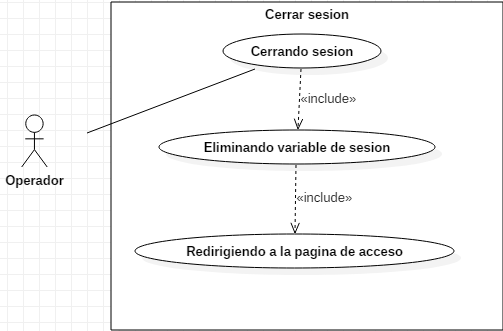 Cerrar sesion
Cerrando sesion
«include»
Eliminando variable de sesion
Operador
«include»
Redirigiendo a la pagina de acceso